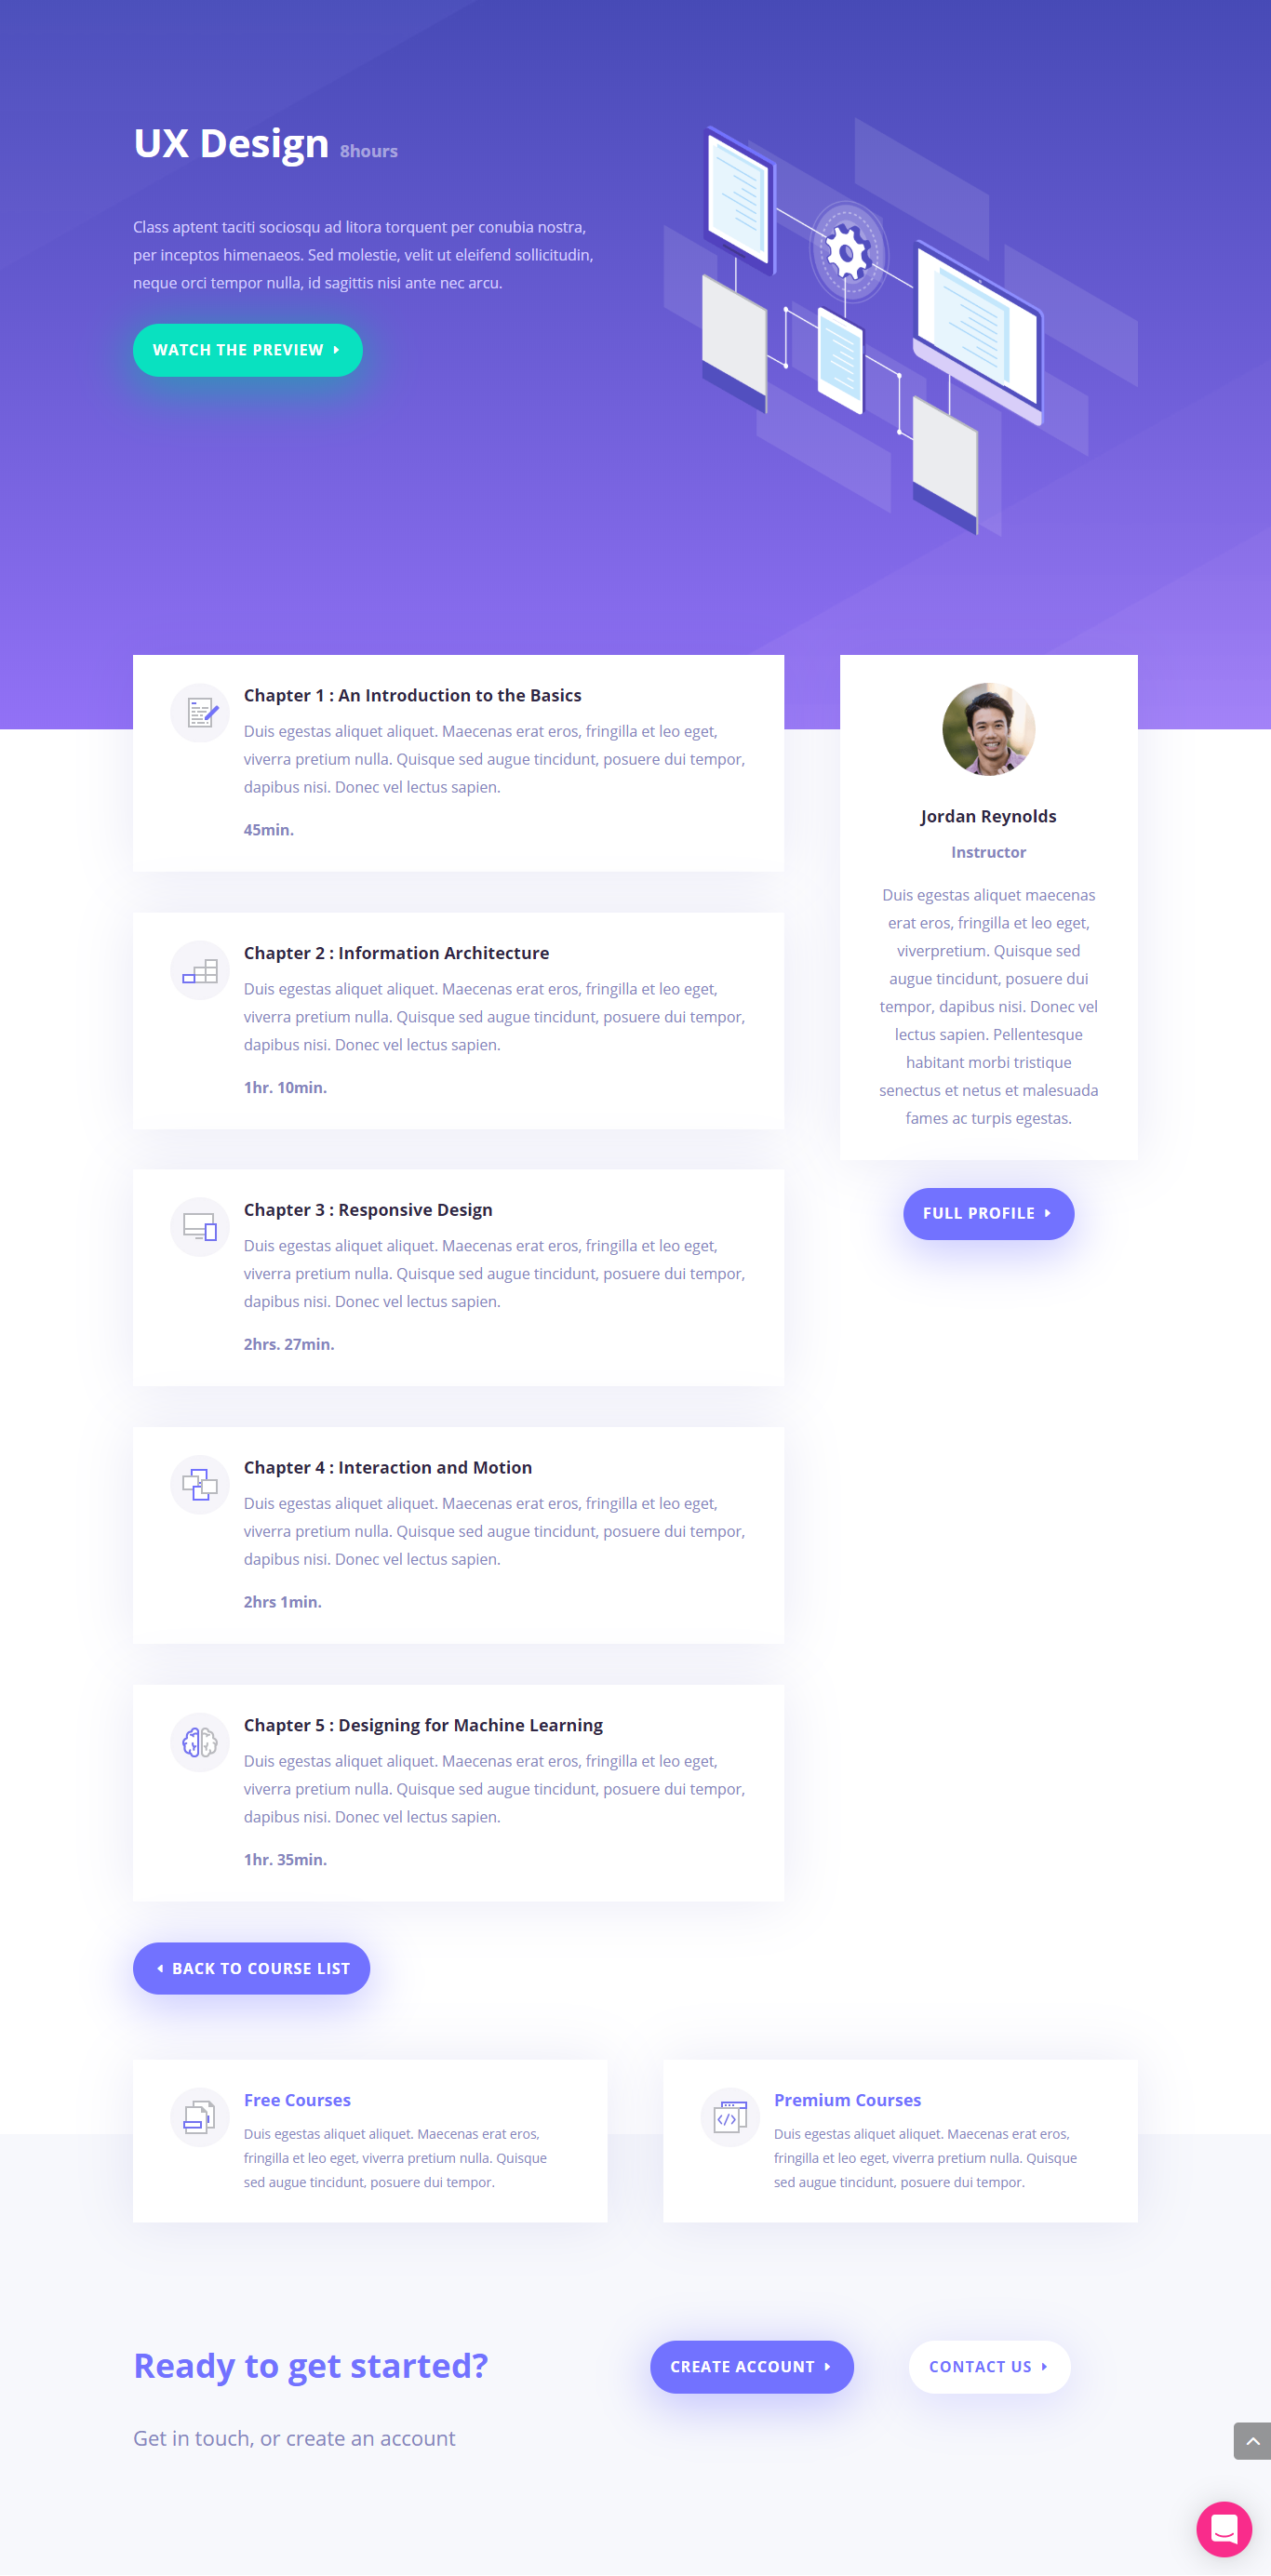 UX Design 8hours
Class aptent taciti sociosqu ad litora torquent per conubia nostra,
per inceptos himenaeos. Sed molestie, velit ut eleifend sollicitudin,
neque orci tempor nulla, id sagittis nisi ante nec arcu.
WATCH THE PREVIEW
Chapter 1 : An Introduction to the Basics
Duis egestas aliquet aliquet. Maecenas erat eros, fringilla et leo eget,
viverra pretium nulla. Quisque sed augue tincidunt, posuere dui tempor,
dapibus nisi. Donec vel lectus sapien.
45min.
Chapter 2 : Information Architecture
Duis egestas aliquet aliquet. Maecenas erat eros, fringilla et leo eget,
viverra pretium nulla. Quisque sed augue tincidunt, posuere dui tempor,
dapibus nisi. Donec vel lectus sapien.
1hr. 10min.
Chapter 3 : Responsive Design
Duis egestas aliquet aliquet. Maecenas erat eros, fringilla et leo eget,
viverra pretium nulla. Quisque sed augue tincidunt, posuere dui tempor,
dapibus nisi. Donec vel lectus sapien.
2hrs. 27min.
Chapter 4 : Interaction and Motion
Duis egestas aliquet aliquet. Maecenas erat eros, fringilla et leo eget,
viverra pretium nulla. Quisque sed augue tincidunt, posuere dui tempor,
dapibus nisi. Donec vel lectus sapien.
2hrs 1min.
Chapter 5 : Designing for Machine Learning
Duis egestas aliquet aliquet. Maecenas erat eros, fringilla et leo eget,
viverra pretium nulla. Quisque sed augue tincidunt, posuere dui tempor,
dapibus nisi. Donec vel lectus sapien.
1hr. 35min.
BACK TO COURSE LIST
Jordan Reynolds
Instructor
Duis egestas aliquet maecenas
erat eros, fringilla et leo eget,
viverpretium. Quisque sed
augue tincidunt, posuere dui
tempor, dapibus nisi. Donec vel
lectus sapien. Pellentesque
habitant morbi tristique
senectus et netus et malesuada
fames ac turpis egestas.
FULL PROFILE
Free Courses
Duis egestas aliquet aliquet. Maecenas erat eros,
fringilla et leo eget, viverra pretium nulla. Quisque
sed augue tincidunt, posuere dui tempor.
Premium Courses
Duis egestas aliquet aliquet. Maecenas erat eros,
fringilla et leo eget, viverra pretium nulla. Quisque
sed augue tincidunt, posuere dui tempor.
Ready to get started?
Get in touch, or create an account
CREATE ACCOUNT
CONTACT US